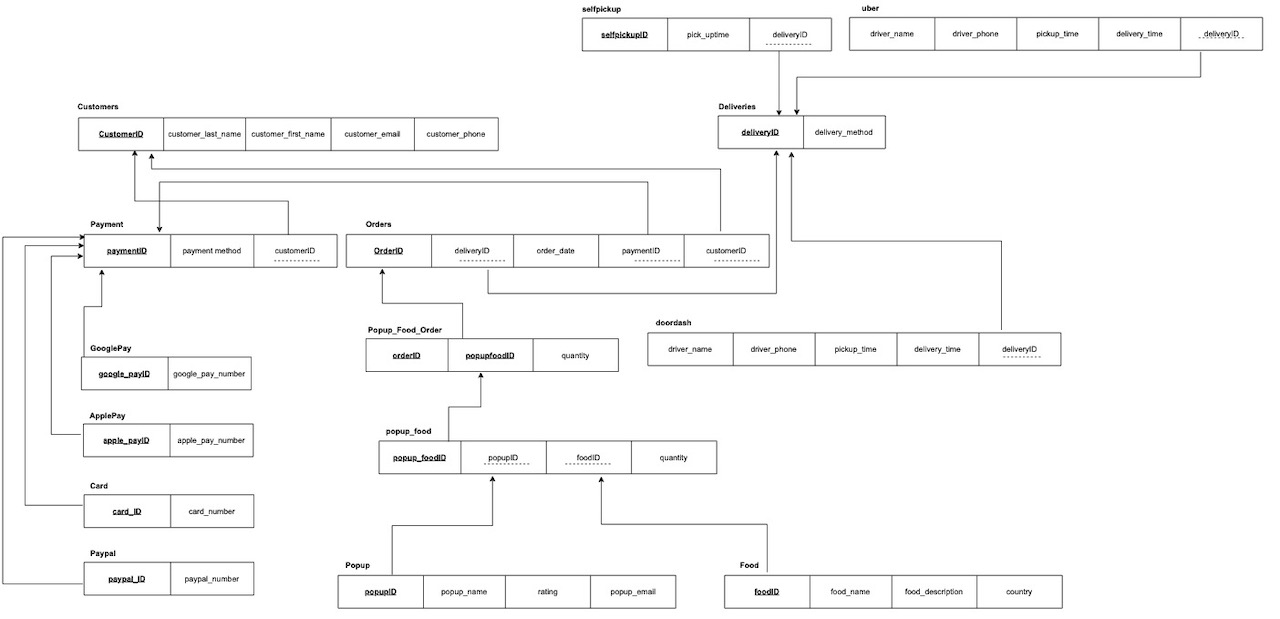 selfpickup
selfpickupID pick_uptime deliveryID
uber
driver_name driver_phone pickup_time delivery_time deliveryID
Customers
CustomerID customer_last_name customer_first_name customer_email customer_phone
Deliveries
deliveryID delivery_method
Payment
paymentID payment method customerID
Orders
OrderID deliveryID order_date paymentID customerID
Popup_Food_Order
orderID popupfoodID quantity
doordash
driver_name driver_phone pickup_time delivery_time deliveryID
GooglePay
google_payID google_pay_number
ApplePay
apple_payID apple_pay_number
popup_food
popup_foodID popupID foodID quantity
Card
card_ID card_number
Paypal
paypal_ID paypal_number
Popup
popupID popup_name rating popup_email
Food
foodID food_name food_description country